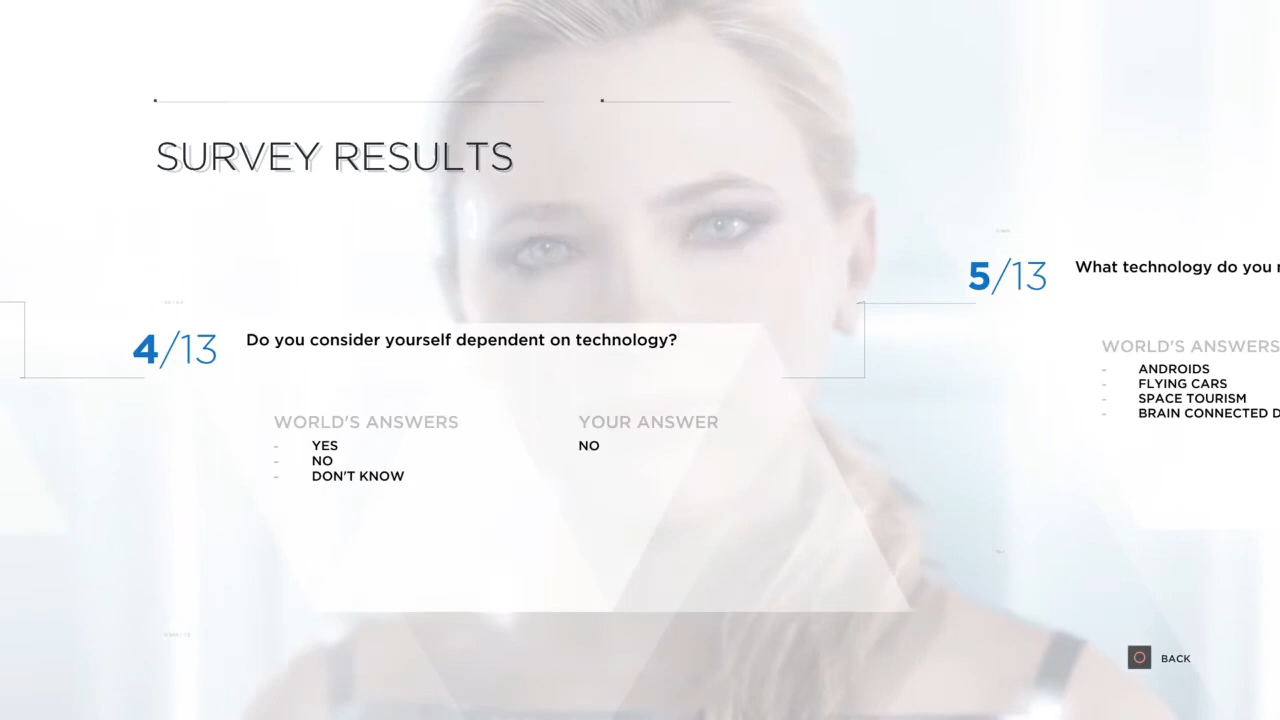 SURVEY RESULTS
4/13
Do you consider yourself dependent on technology?
WORLD'S ANSWERS
- YES
- NO
- DON'T KNOW
YOUR ANSWER
NO
5/13
What technology do you
WORLD'S ANSWERS
- ANDROIDS
- FLYING CARS
- SPACE TOURISM
- BRAIN CONNECTED
BACK